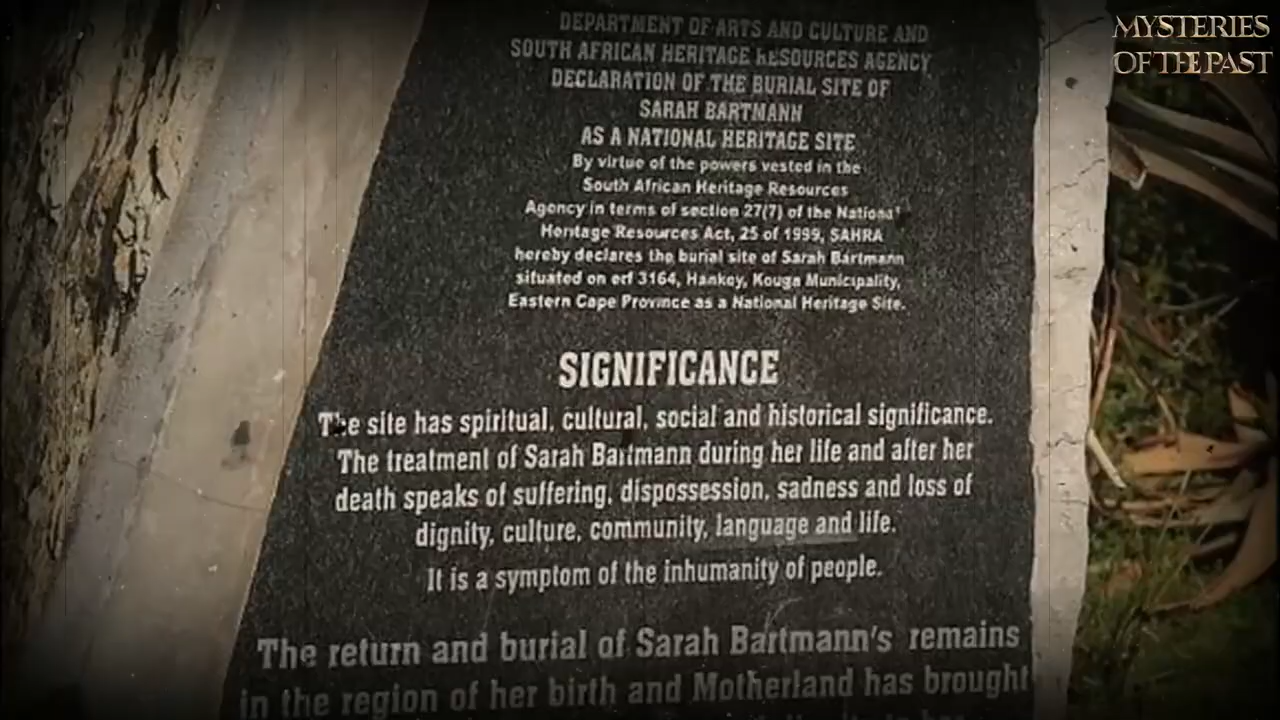 MYSTERIES
OF THE PAST
DEPARTMENT OF ARTS AND CULTURE AND
SOUTH AFRICAN HERITAGE RESOURCES AGENCY
DECLARATION OF THE BURIAL SITE OF
SARAH BARTMANN
AS A NATIONAL HERITAGE SITE
By virtue of the powers vested in the
South African Heritage Resources
Agency in terms of section 27(7) of the National
Heritage Resources Act, 25 of 1999, SAHRA
hereby declares the burial site of Sarah Bartmann
situated on erf 3164, Hankey, Kouga Municipality,
Eastern Cape Province as a National Heritage Site.
SIGNIFICANCE
The site has spiritual, cultural, social and historical significance.
The treatment of Sarah Bartmann during her life and after her
death speaks of suffering, dispossession, sadness and loss of
dignity, culture, community, language and life.
It is a symptom of the inhumanity of people.
The return and burial of Sarah Bartmann's remains
in the region of her birth and Motherland has brought